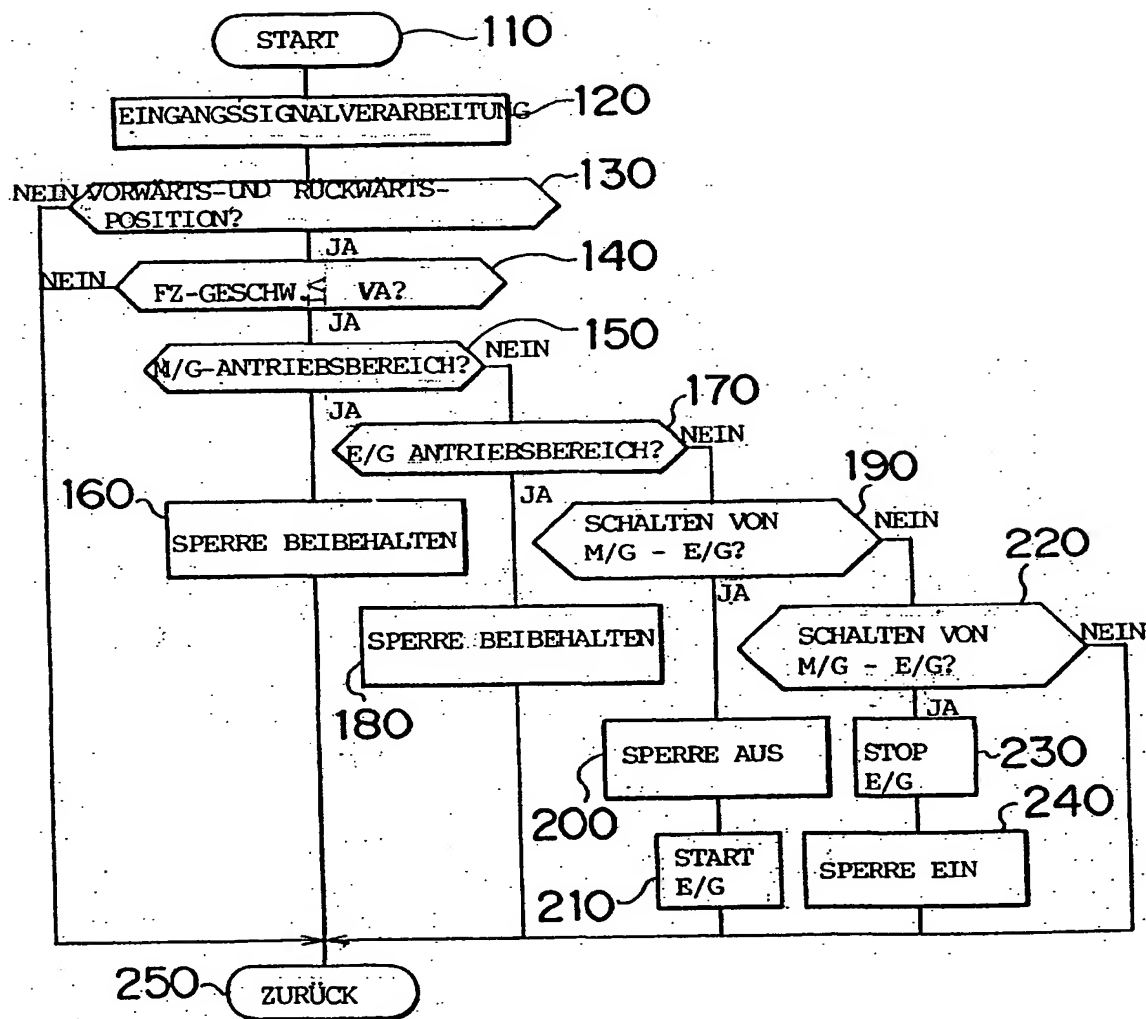 START
110
EINGANGSSIGNALVERARBEITUNG
120
NEIN
VORWÄRTS-UND RÜCKWÄRTS-
POSITION?
130
JA
NEIN
FZ-GESCHW. ≦ VA?
140
JA
M/G-ANTRIEBSBEREICH?
150
NEIN
JA
E/G ANTRIEBSBEREICH?
170
NEIN
JA
160
SPERRE BEIBEHALTEN
SCHALTEN VON
M/G - E/G?
190
NEIN
JA
SPERRE BEIBEHALTEN
180
SCHALTEN VON
M/G - E/G?
220
NEIN
JA
SPERRE AUS
200
STOP
E/G
230
START
E/G
210
SPERRE EIN
240
250
ZURÜCK